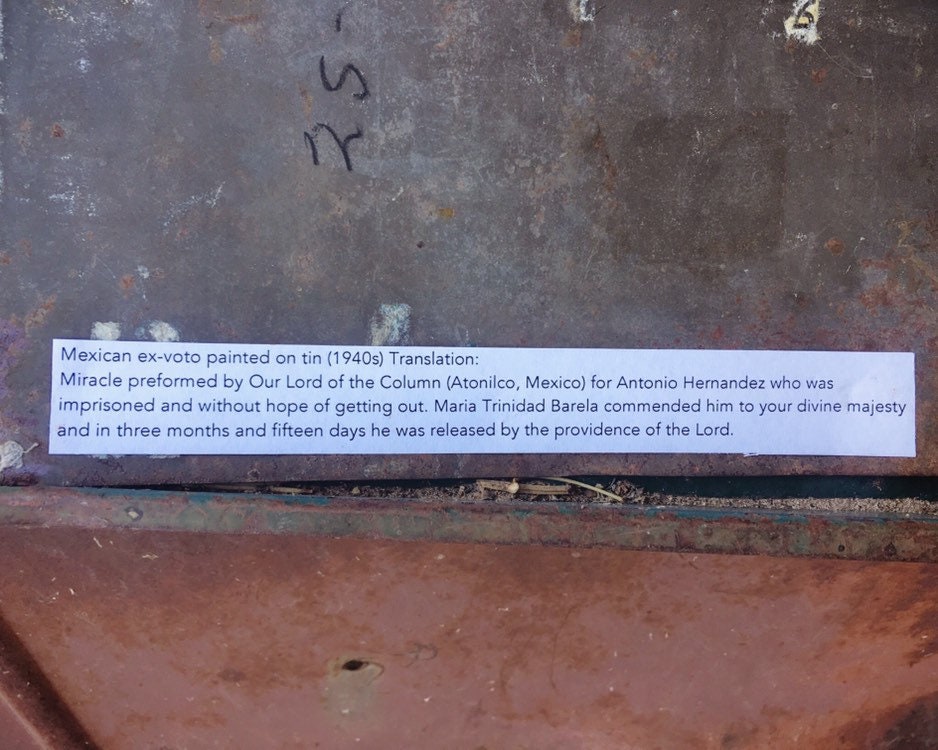 Mexican ex-voto painted on tin (1940s) Translation:
Miracle preformed by Our Lord of the Column (Atonilco, Mexico) for Antonio Hernandez who was
imprisoned and without hope of getting out. Maria Trinidad Barela commended him to your divine majesty
and in three months and fifteen days he was released by the providence of the Lord.